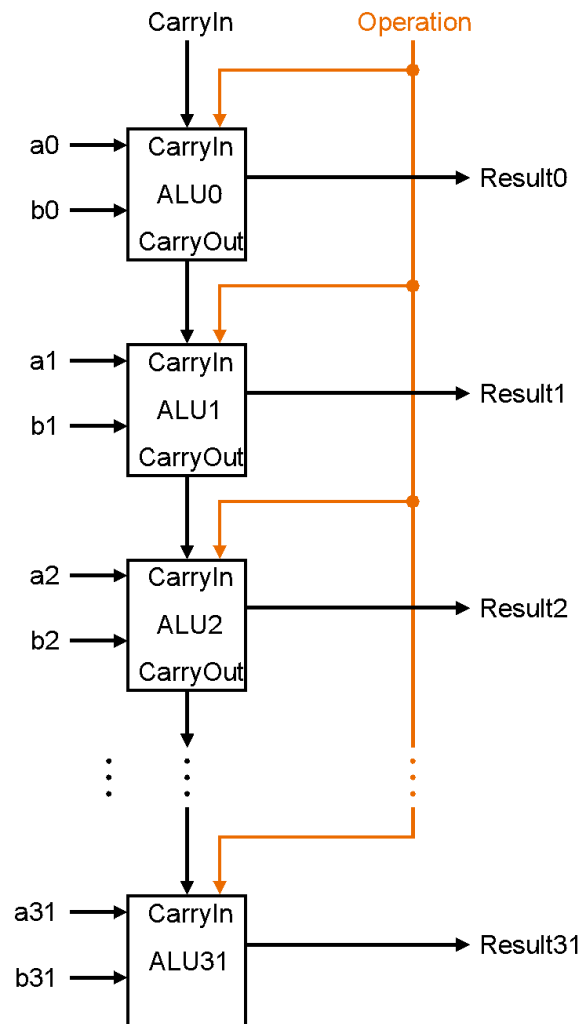 CarryIn
Operation
a0
CarryIn
ALU0
Result0
b0
CarryOut
a1
CarryIn
ALU1
Result1
b1
CarryOut
a2
CarryIn
ALU2
Result2
b2
CarryOut
a31
CarryIn
ALU31
Result31
b31